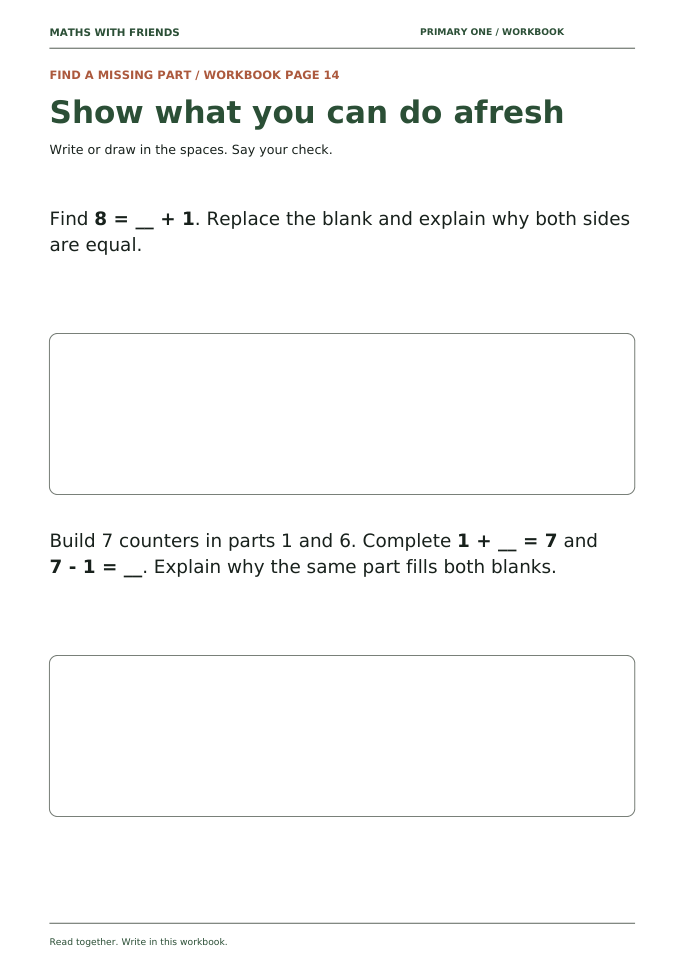 MATHS WITH FRIENDS
PRIMARY ONE / WORKBOOK
FIND A MISSING PART / WORKBOOK PAGE 14
Show what you can do afresh
Write or draw in the spaces. Say your check.
Find 8 = __ + 1. Replace the blank and explain why both sides
are equal.
Build 7 counters in parts 1 and 6. Complete 1 + __ = 7 and
7 - 1 = __. Explain why the same part fills both blanks.
Read together. Write in this workbook.